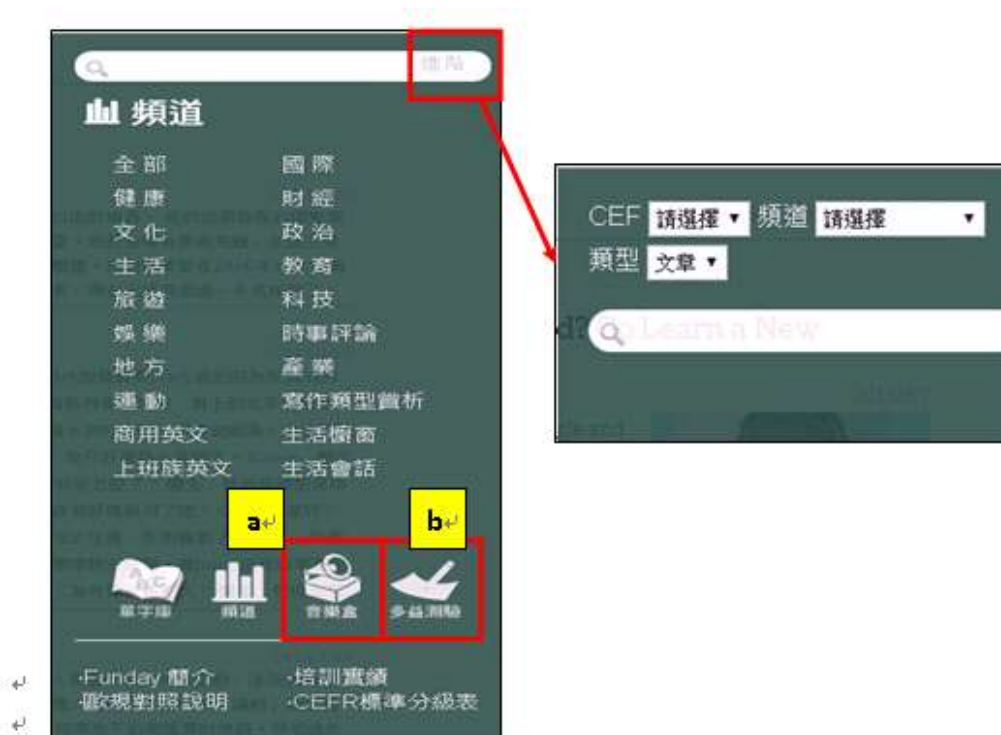 進階
頻道
全部 國際
健康 財經
文化 政治
生活 教育
旅遊 科技
娛樂 時事評論
地方 產業
運動 寫作類型賞析
商用英文 生活櫥窗
上班族英文 生活會話
a b
ABC
單字庫 頻道 音樂盒 多益測驗
·Funday 簡介 ·培訓實績
·歐規對照說明 ·CEFR標準分級表
CEF 請選擇 頻道 請選擇
類型 文章
d? Go Learn a New